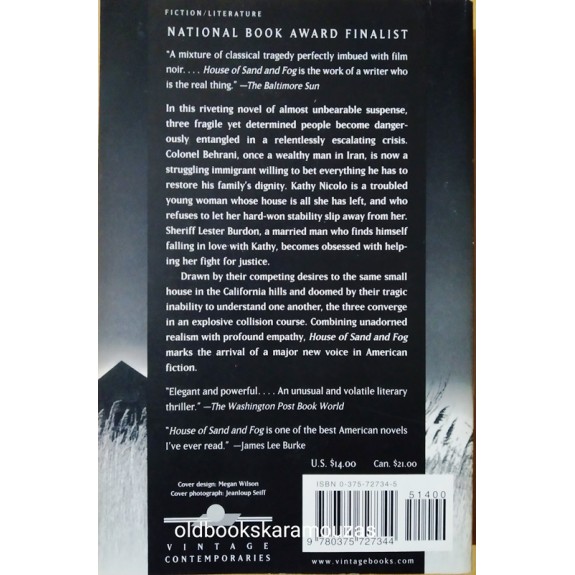 FICTION/LITERATURE
NATIONAL BOOK AWARD FINALIST
"A mixture of classical tragedy perfectly imbued with film
noir. . . . House of Sand and Fog is the work of a writer who
is the real thing." —The Baltimore Sun
In this riveting novel of almost unbearable suspense,
three fragile yet determined people become danger-
ously entangled in a relentlessly escalating crisis.
Colonel Behrani, once a wealthy man in Iran, is now a
struggling immigrant willing to bet everything he has to
restore his family's dignity. Kathy Nicolo is a troubled
young woman whose house is all she has left, and who
refuses to let her hard-won stability slip away from her.
Sheriff Lester Burdon, a married man who finds himself
falling in love with Kathy, becomes obsessed with help-
ing her fight for justice.
Drawn by their competing desires to the same small
house in the California hills and doomed by their tragic
inability to understand one another, the three converge
in an explosive collision course. Combining unadorned
realism with profound empathy, House of Sand and Fog
marks the arrival of a major new voice in American
fiction.
"Elegant and powerful. . . . An unusual and volatile literary
thriller." —The Washington Post Book World
"House of Sand and Fog is one of the best American novels
I've ever read." —James Lee Burke
U.S. $14.00 Can. $21.00
Cover design: Megan Wilson
Cover photograph: Jeanloup Seiff
ISBN 0-375-72734-5
51400
9 780375 727344
oldbookskaramouzas
VINTAGE
CONTEMPORARIES
www.vintagebooks.com